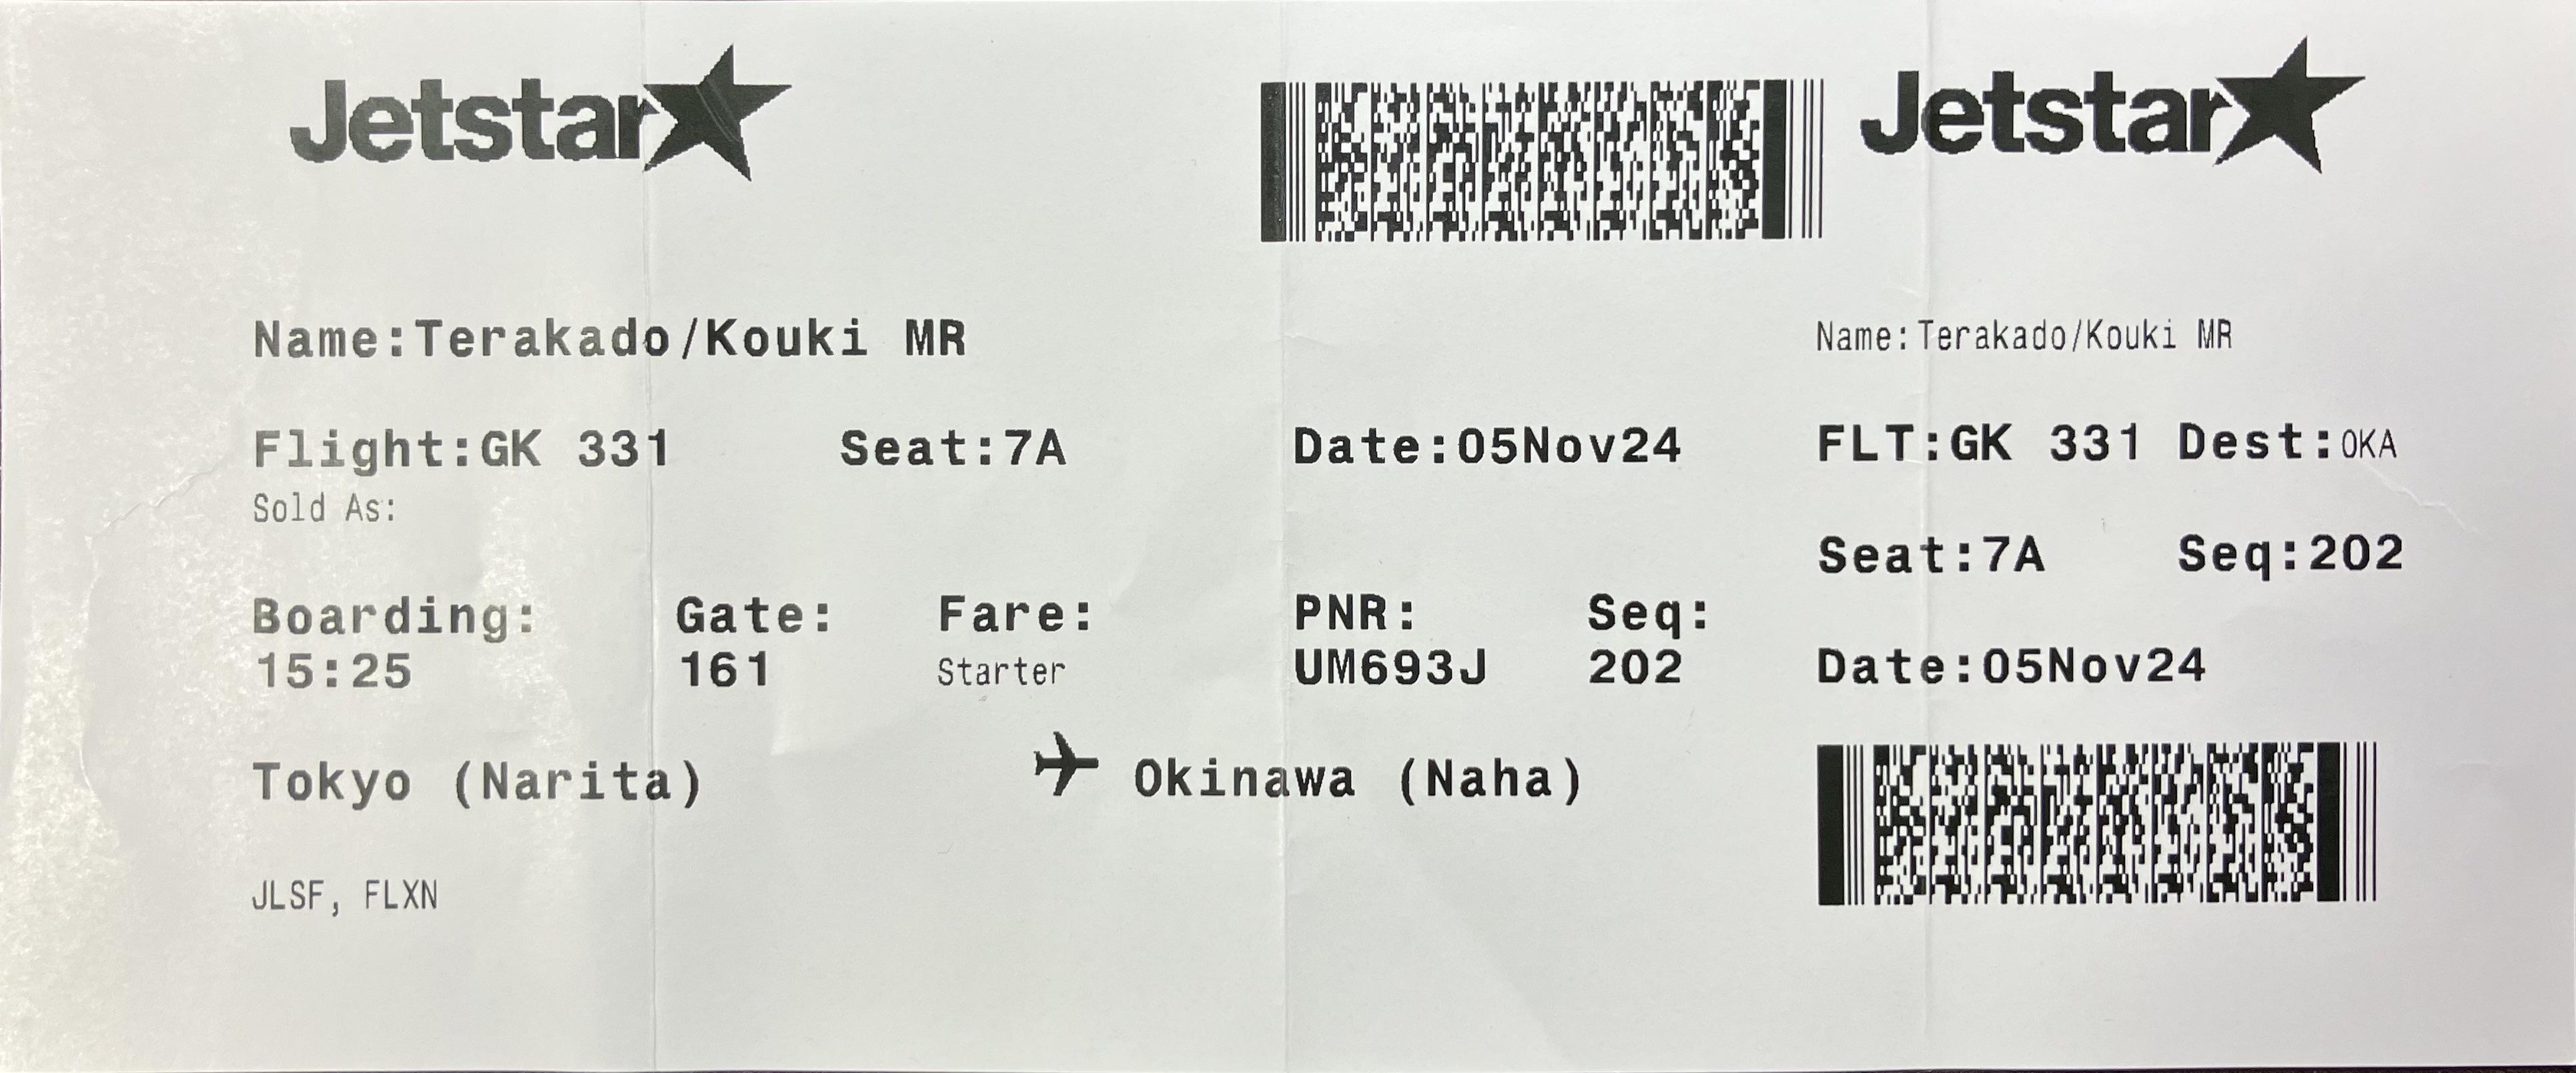 Jetstar
Name:Terakado/Kouki MR
Flight:GK 331 Seat:7A Date:05Nov24
Sold As:
Boarding: Gate: Fare: PNR: Seq:
15:25 161 Starter UM693J 202
Tokyo (Narita) Okinawa (Naha)
JLSF, FLXN
Jetstar
Name:Terakado/Kouki MR
FLT:GK 331 Dest:OKA
Seat:7A Seq:202
Date:05Nov24